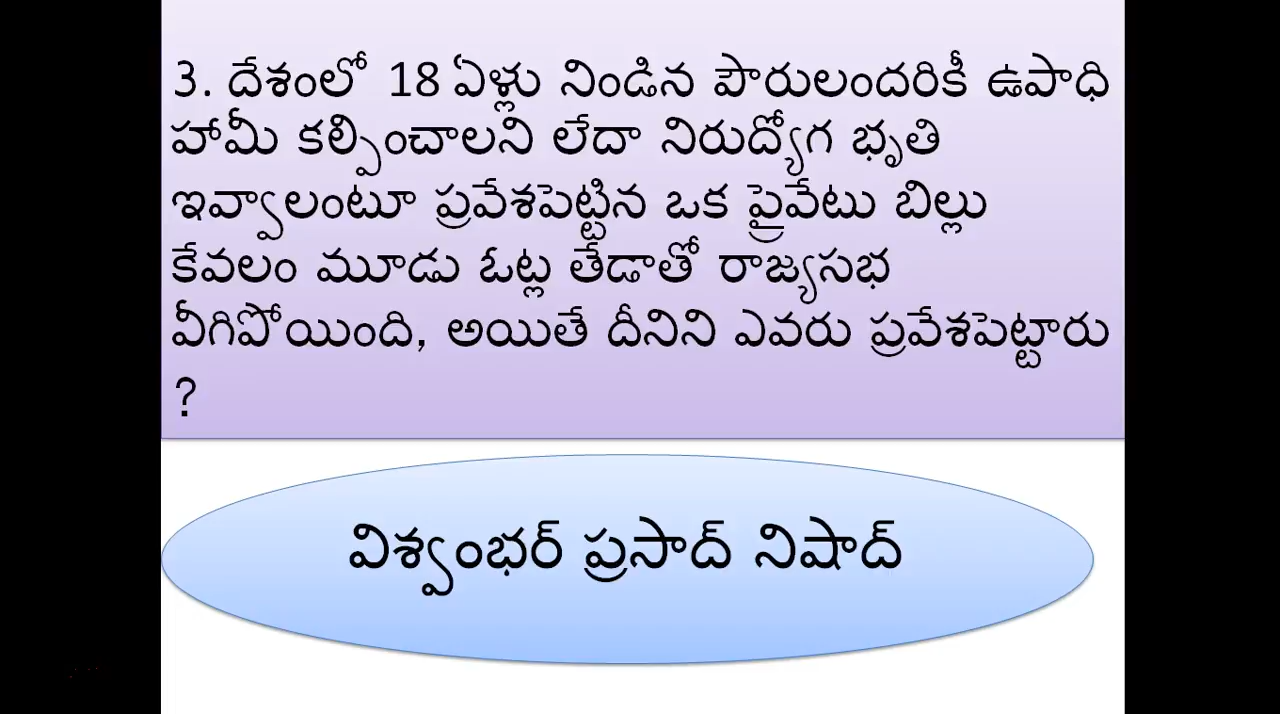 3. దేశంలో 18 ఏళ్లు నిండిన పౌరులందరికీ ఉపాధి
హామీ కల్పించాలని లేదా నిరుద్యోగ భృతి
ఇవ్వాలంటూ ప్రవేశపెట్టిన ఒక ప్రైవేటు బిల్లు
కేవలం మూడు ఓట్ల తేడాతో రాజ్యసభ
వీగిపోయింది, అయితే దీనిని ఎవరు ప్రవేశపెట్టారు
?
విశ్వంభర్ ప్రసాద్ నిషాద్